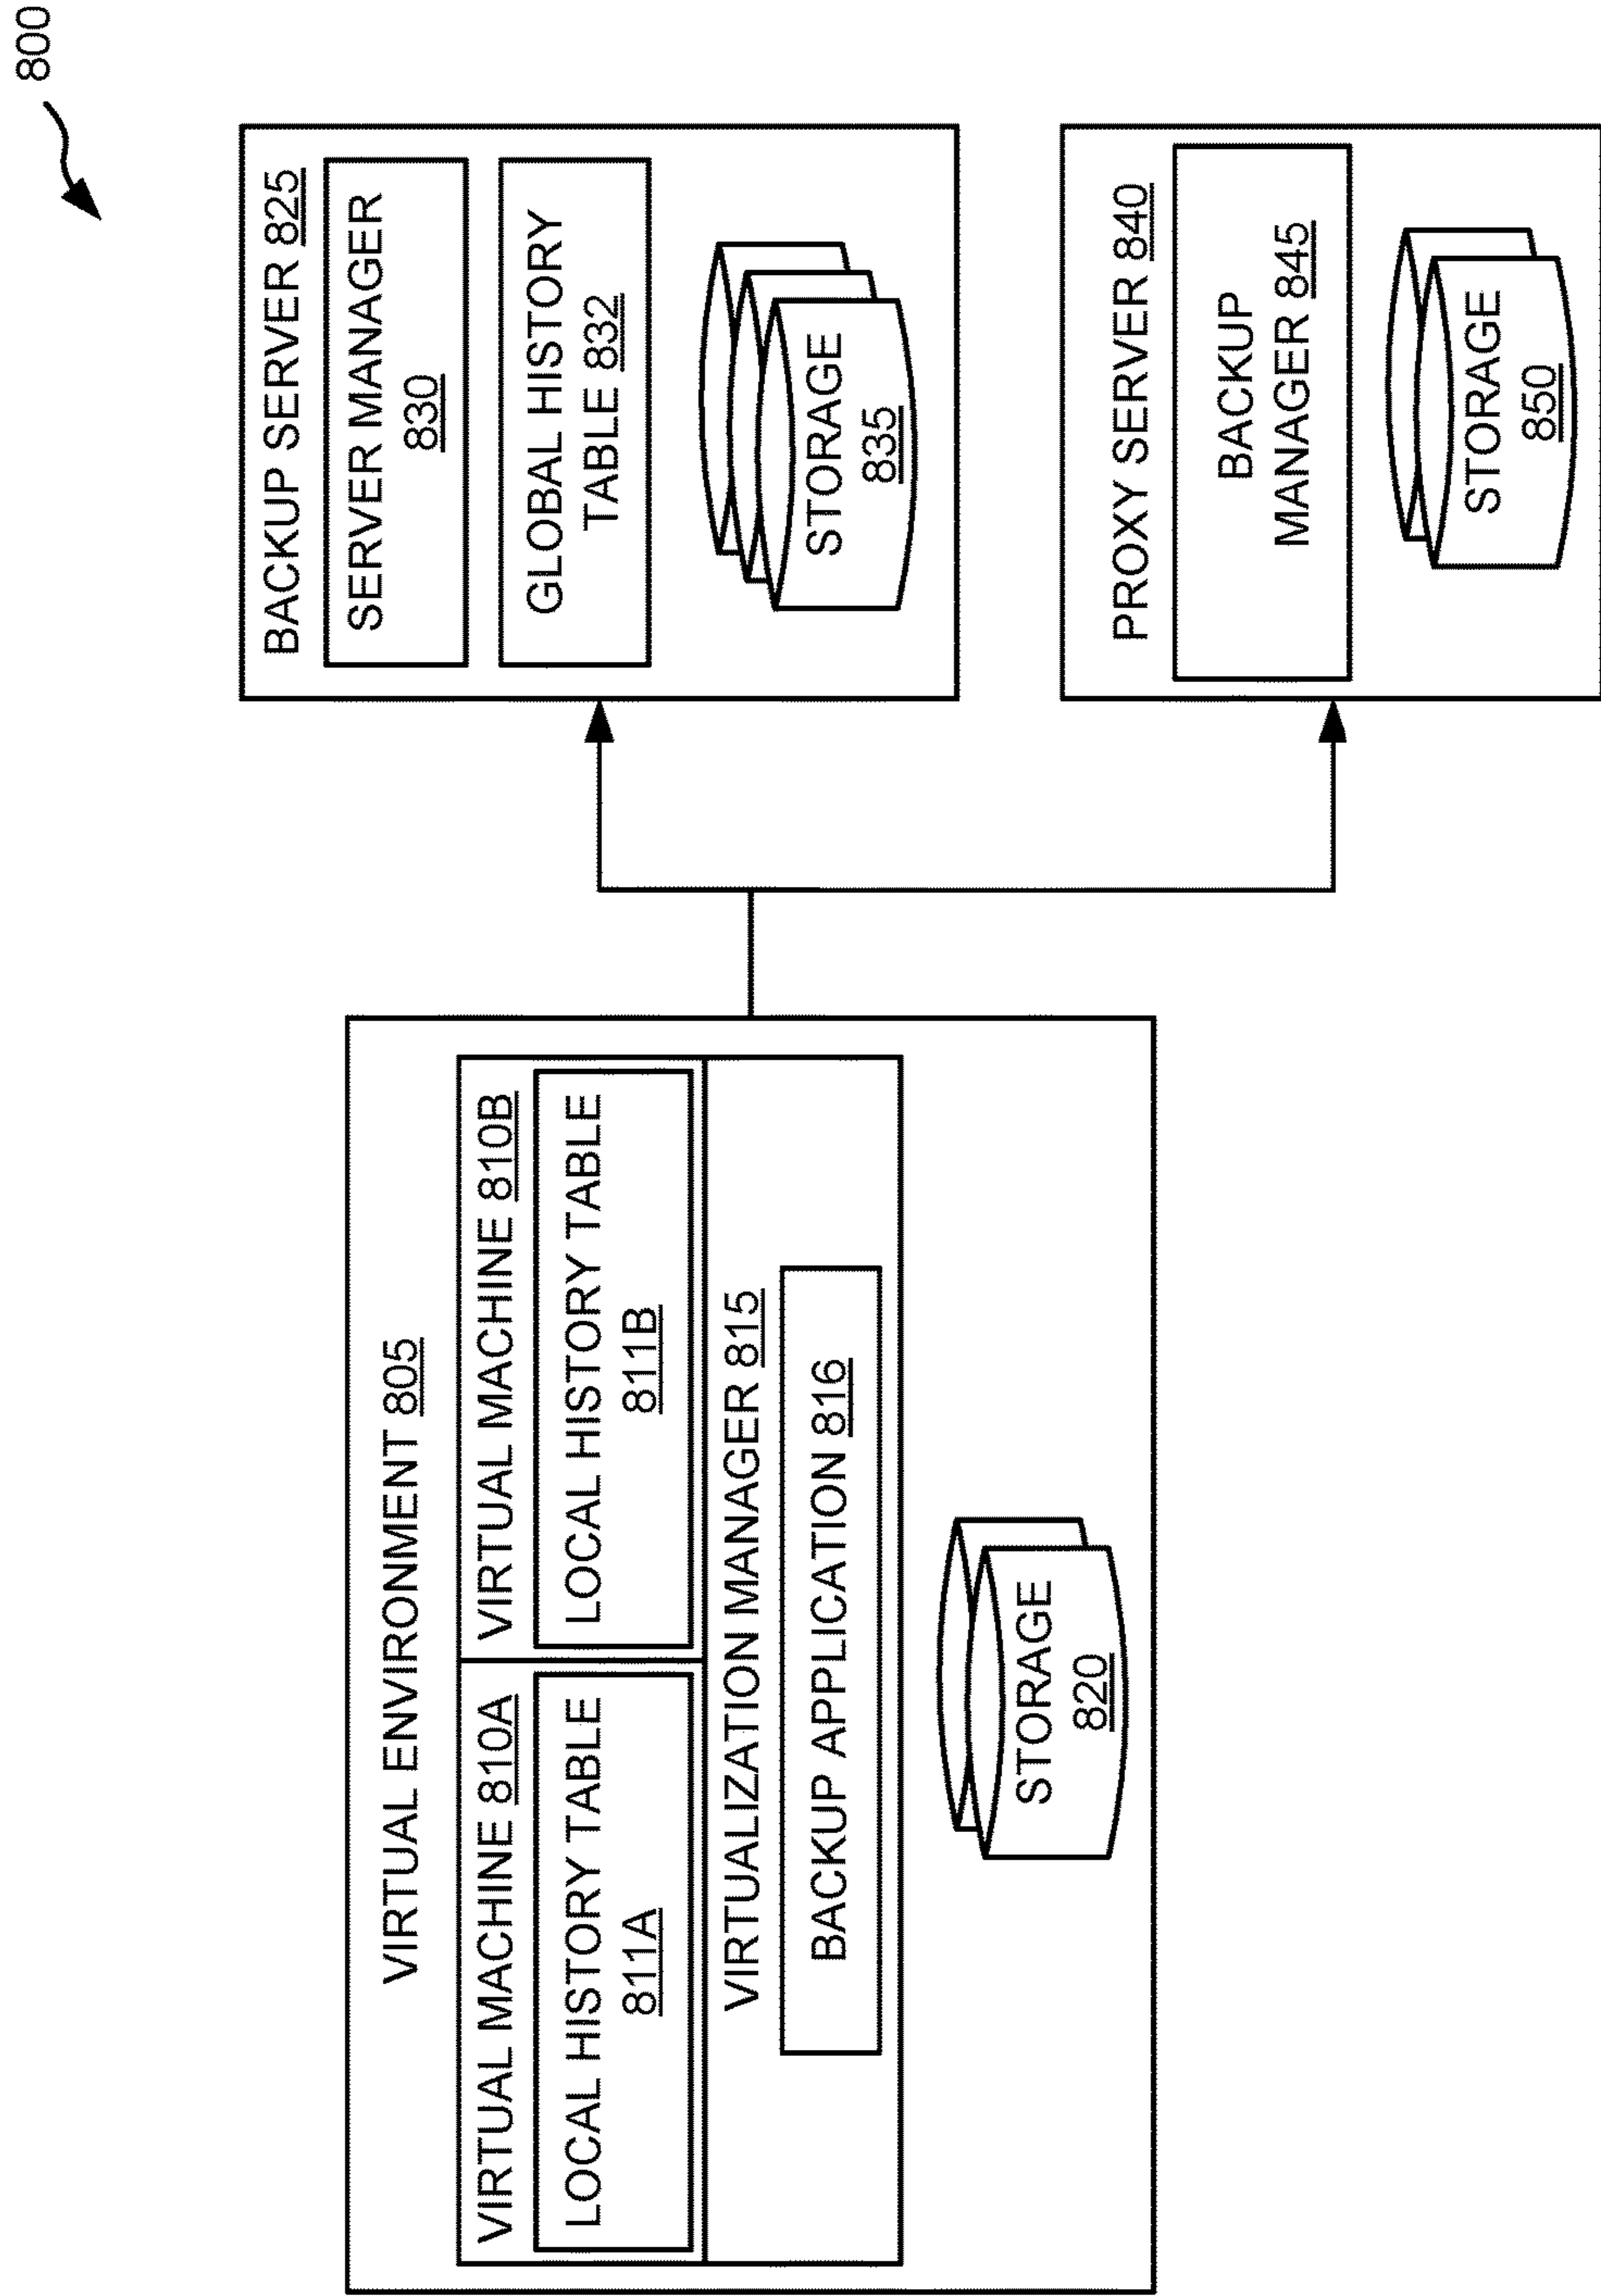 800
VIRTUAL ENVIRONMENT 805
VIRTUAL MACHINE 810A
LOCAL HISTORY TABLE
811A
VIRTUAL MACHINE 810B
LOCAL HISTORY TABLE
811B
VIRTUALIZATION MANAGER 815
BACKUP APPLICATION 816
STORAGE
820
BACKUP SERVER 825
SERVER MANAGER
830
GLOBAL HISTORY
TABLE 832
STORAGE
835
PROXY SERVER 840
BACKUP
MANAGER 845
STORAGE
850